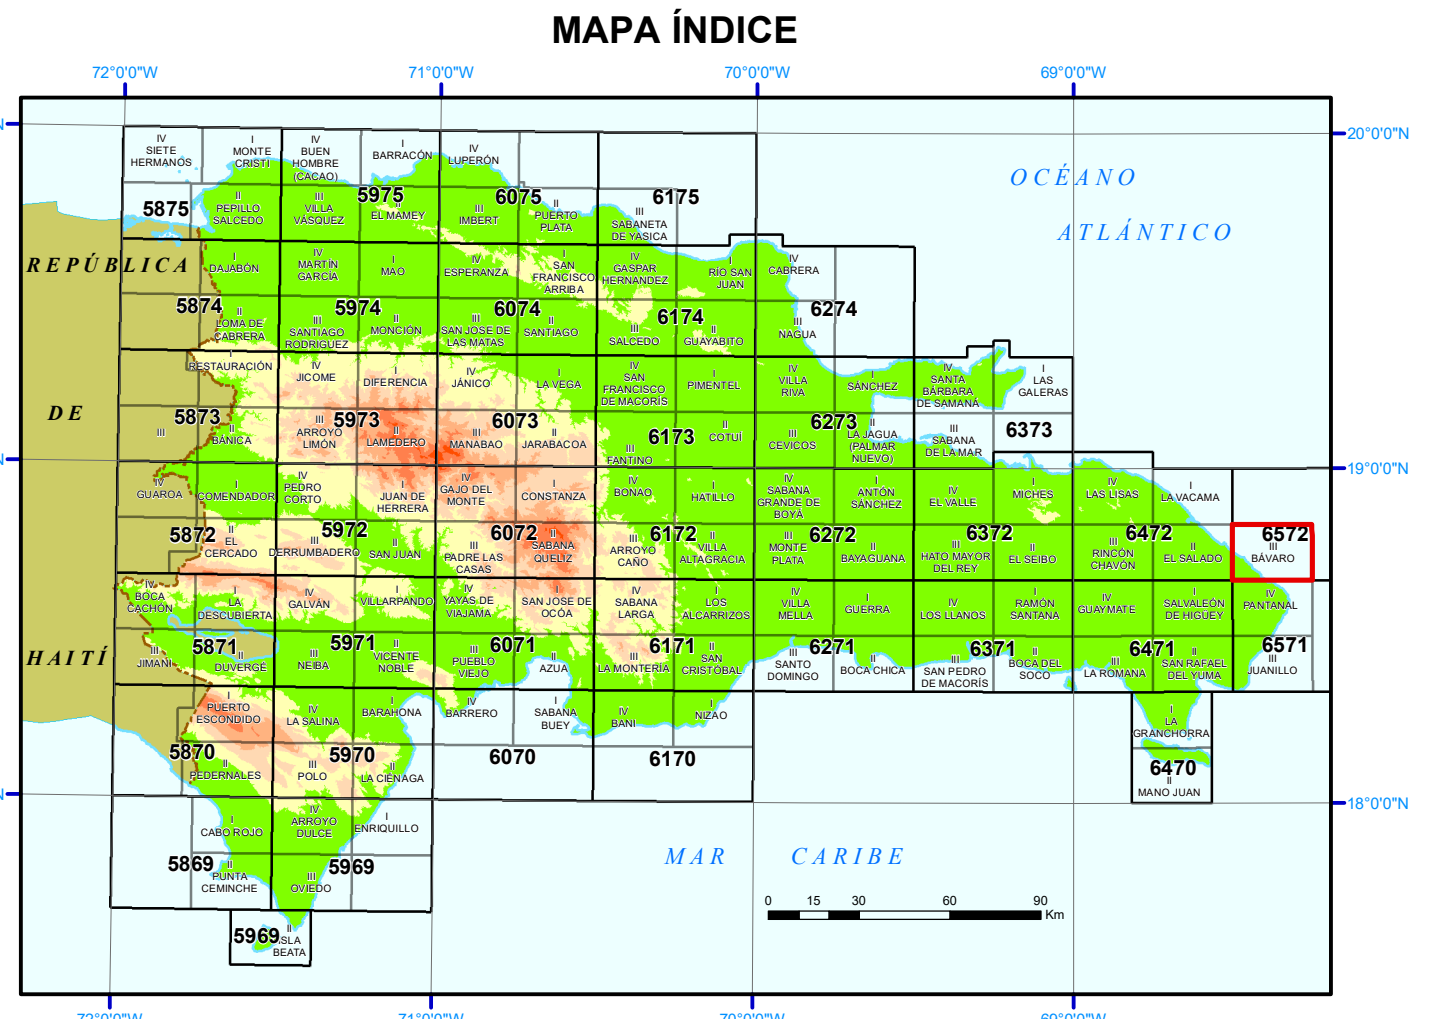 MAPA ÍNDICE
72°0'0"W
71°0'0"W
70°0'0"W
69°0'0"W
N
20°0'0"N
OCÉANO
ATLÁNTICO
IV
SIETE
HERMANOS
I
MONTE
CRISTI
IV
BUEN
HOMBRE
(CACAO)
I
BARRACÓN
IV
LUPERÓN
5875
II
PEPILLO
SALCEDO
III
VILLA
VÁSQUEZ
5975
EL MAMEY
III
IMBERT
6075
II
PUERTO
PLATA
III
SABANETA
DE YASICA
6175
REPÚBLICA
I
DAJABÓN
IV
MARTÍN
GARCÍA
I
MAO
IV
ESPERANZA
I
SAN
FRANCISCO
ARRIBA
IV
GASPAR
HERNANDEZ
I
RÍO SAN
JUAN
IV
CABRERA
5874
II
LOMA DE
CABRERA
III
SANTIAGO
RODRIGUEZ
5974
II
MONCIÓN
III
SAN JOSE DE
LAS MATAS
6074
II
SANTIAGO
III
SALCEDO
6174
II
GUAYABITO
III
NAGUA
6274
DE
I
RESTAURACIÓN
IV
JICOME
I
DIFERENCIA
IV
JÁNICO
I
LA VEGA
IV
SAN
FRANCISCO
DE MACORÍS
I
PIMENTEL
IV
VILLA
RIVA
I
SÁNCHEZ
IV
SANTA
BÁRBARA
DE SAMANÁ
I
LAS
GALERAS
III
5873
II
BÁNICA
III
ARROYO
LIMÓN
5973
II
LAMEDERO
III
MANABAO
6073
II
JARABACOA
III
FANTINO
6173
II
COTUÍ
III
CEVICOS
6273
II
LA JAGUA
(PALMAR
NUEVO)
III
SABANA
DE LA MAR
6373
N
19°0'0"N
IV
GUAROA
I
COMENDADOR
IV
PEDRO
CORTO
I
JUAN DE
HERRERA
IV
GAJO DEL
MONTE
I
CONSTANZA
IV
BONAO
I
HATILLO
IV
SABANA
GRANDE DE
BOYÁ
I
ANTÓN
SÁNCHEZ
IV
EL VALLE
I
MICHES
IV
LAS LISAS
I
LA VACAMA
5872
II
EL
CERCADO
III
DERRUMBADERO
5972
II
SAN JUAN
III
PADRE LAS
CASAS
6072
II
SABANA
QUELIZ
III
ARROYO
CAÑO
6172
II
VILLA
ALTAGRACIA
III
MONTE
PLATA
6272
II
BAYAGUANA
III
HATO MAYOR
DEL REY
6372
II
EL SEIBO
III
RINCÓN
CHAVÓN
6472
II
EL SALADO
6572
III
BÁVARO
IV
BOCA
CACHÓN
I
LA
DESCUBIERTA
IV
GALVÁN
I
VILLARPANDO
IV
YAYAS DE
VIAJAMA
I
SAN JOSE DE
OCÓA
IV
SABANA
LARGA
I
LOS
ALCARRIZOS
IV
VILLA
MELLA
I
GUERRA
IV
LOS LLANOS
I
RAMÓN
SANTANA
IV
GUAYMATE
I
SALVALEÓN
DE HIGÜEY
IV
PANTANAL
HAITÍ
III
JIMANÍ
5871
II
DUVERGÉ
III
NEIBA
5971
II
VICENTE
NOBLE
III
PUEBLO
VIEJO
6071
II
AZUA
III
LA MONTERÍA
6171
II
SAN
CRISTÓBAL
III
SANTO
DOMINGO
6271
II
BOCA CHICA
III
SAN PEDRO
DE MACORÍS
6371
II
BOCA DEL
SOCO
III
LA ROMANA
6471
II
SAN RAFAEL
DEL YUMA
6571
III
JUANILLO
I
PUERTO
ESCONDIDO
IV
LA SALINA
I
BARAHONA
IV
BARRERO
I
SABANA
BUEY
IV
BANI
I
NIZAO
I
LA
GRANCHORRA
5870
II
PEDERNALES
III
POLO
5970
II
LA CIÉNAGA
6070
6170
6470
II
MANO JUAN
N
18°0'0"N
I
CABO ROJO
IV
ARROYO
DULCE
I
ENRIQUILLO
5869
II
PUNTA
CEMINCHE
III
OVIEDO
5969
MAR CARIBE
0 15 30 60 90
Km
5969
II
ISLA
BEATA
72°0'0"W
71°0'0"W
70°0'0"W
69°0'0"W